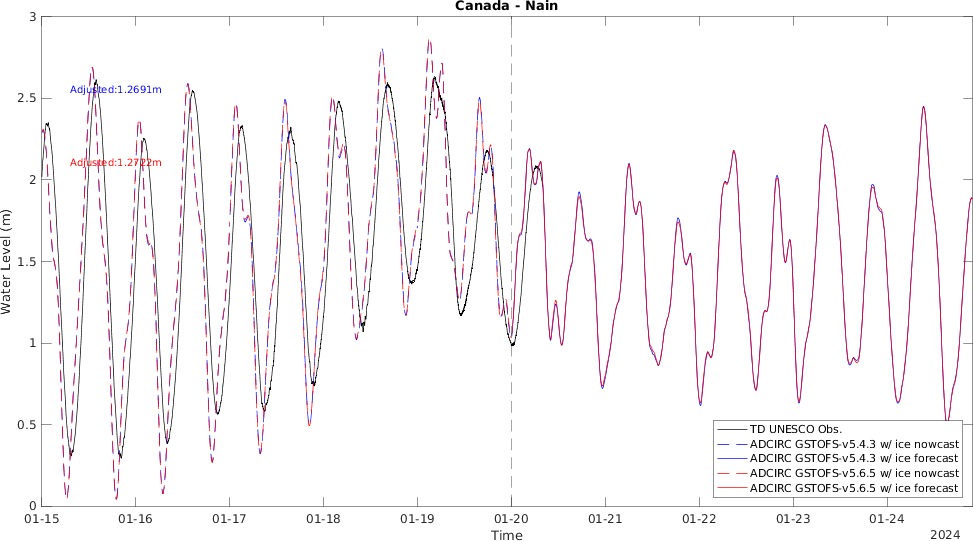 Canada - Nain
3
2.5
2
1.5
1
0.5
0
Water Level (m)
Adjusted:1.2691m
Adjusted:1.2722m
TD UNESCO Obs.
ADCIRC GSTOFS-v5.4.3 w/ ice nowcast
ADCIRC GSTOFS-v5.4.3 w/ ice forecast
ADCIRC GSTOFS-v5.6.5 w/ ice nowcast
ADCIRC GSTOFS-v5.6.5 w/ ice forecast
01-15 01-16 01-17 01-18 01-19 01-20 01-21 01-22 01-23 01-24
Time
2024